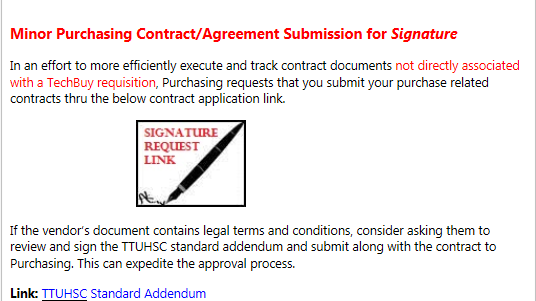 Minor Purchasing Contract/Agreement Submission for Signature
In an effort to more efficiently execute and track contract documents not directly associated
with a TechBuy requisition, Purchasing requests that you submit your purchase related
contracts thru the below contract application link.
SIGNATURE
REQUEST
LINK
If the vendor's document contains legal terms and conditions, consider asking them to
review and sign the TTUHSC standard addendum and submit along with the contract to
Purchasing. This can expedite the approval process.
Link: TTUHSC Standard Addendum